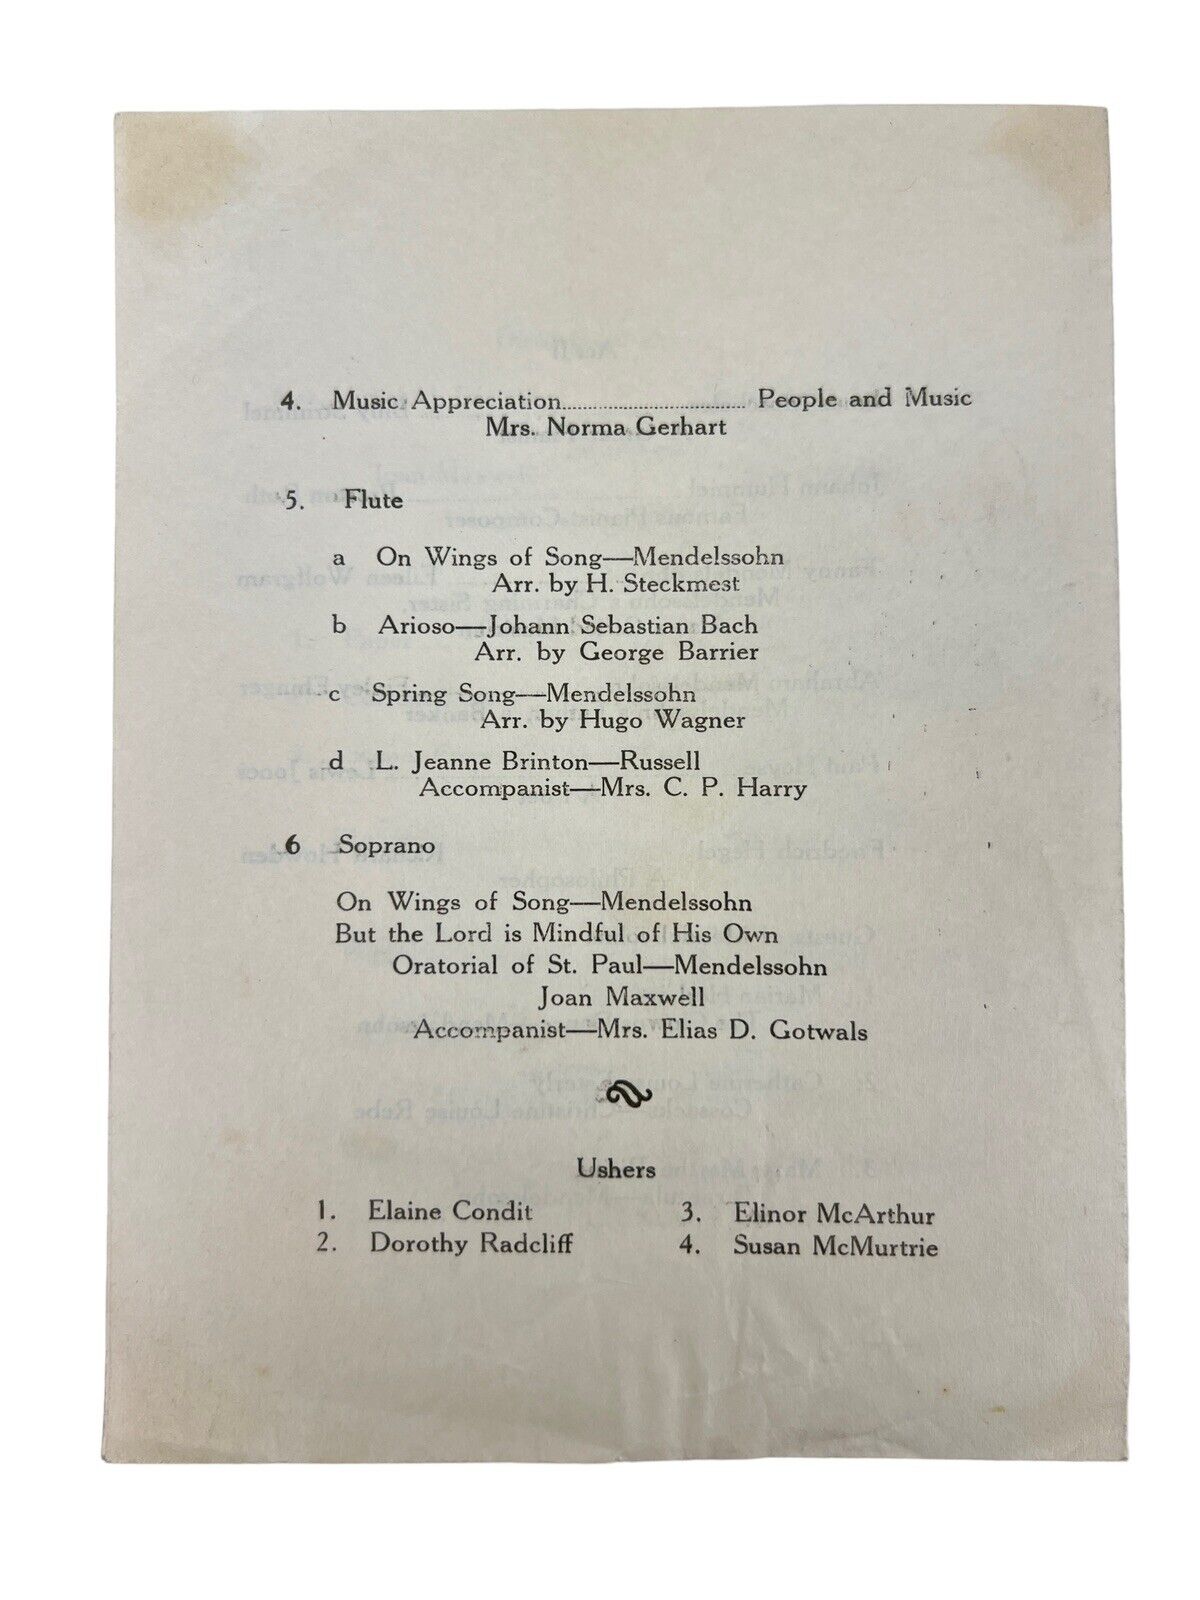 4. Music Appreciation.................................. People and Music
Mrs. Norma Gerhart
5. Flute
a On Wings of Song—Mendelssohn
Arr. by H. Steckmest
b Arioso—Johann Sebastian Bach
Arr. by George Barrier
c Spring Song—Mendelssohn
Arr. by Hugo Wagner
d L. Jeanne Brinton—Russell
Accompanist—Mrs. C. P. Harry
6 Soprano
On Wings of Song—Mendelssohn
But the Lord is Mindful of His Own
Oratorial of St. Paul—Mendelssohn
Joan Maxwell
Accompanist—Mrs. Elias D. Gotwals
Ushers
1. Elaine Condit
2. Dorothy Radcliff
3. Elinor McArthur
4. Susan McMurtrie